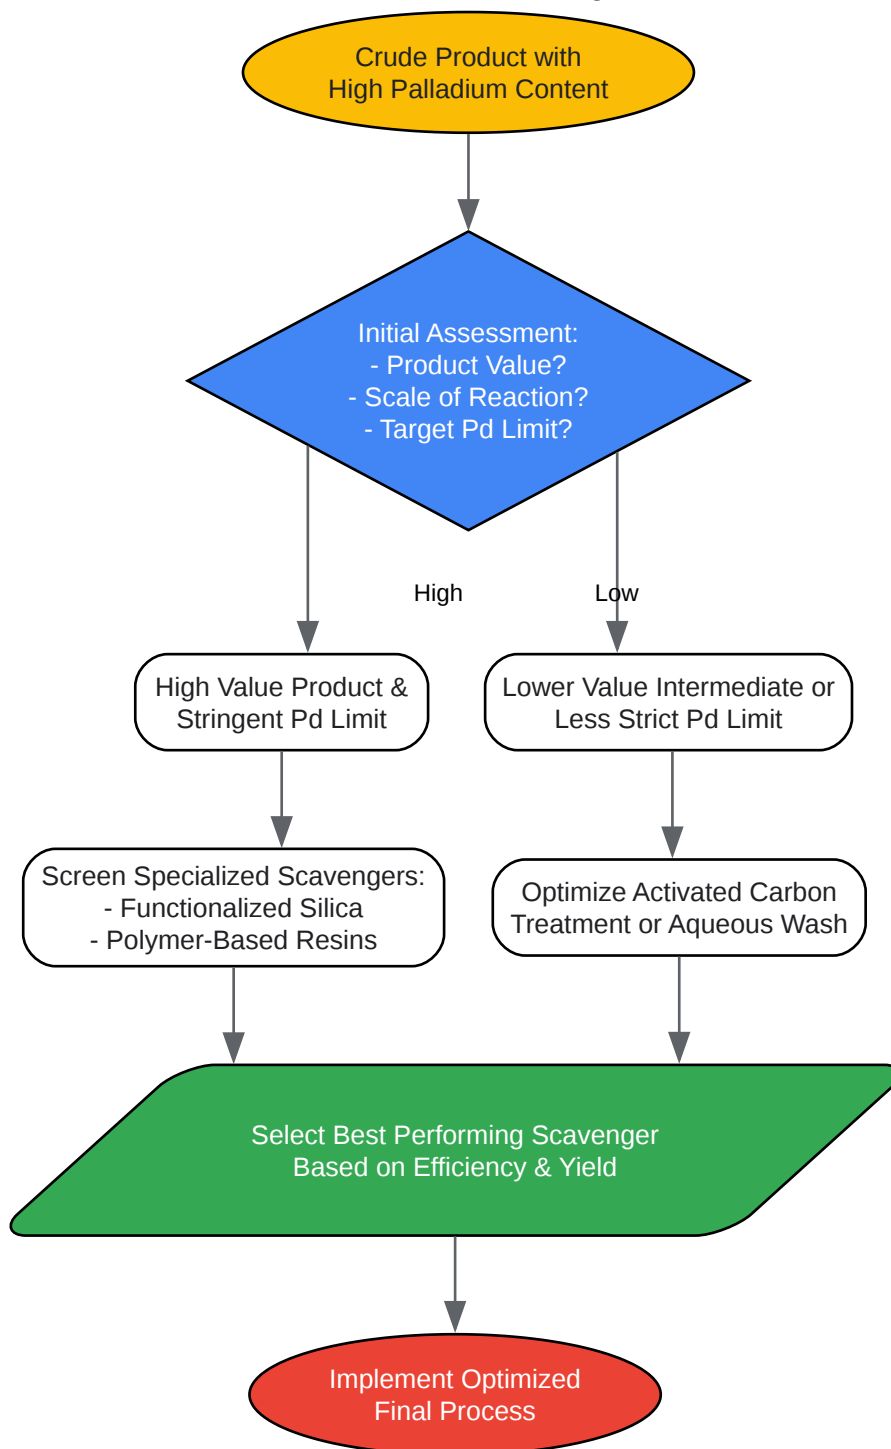 Crude Product with
High Palladium Content
Initial Assessment:
- Product Value?
- Scale of Reaction?
- Target Pd Limit?
High
Low
High Value Product &
Stringent Pd Limit
Lower Value Intermediate or
Less Strict Pd Limit
Screen Specialized Scavengers:
- Functionalized Silica
- Polymer-Based Resins
Optimize Activated Carbon
Treatment or Aqueous Wash
Select Best Performing Scavenger
Based on Efficiency & Yield
Implement Optimized
Final Process